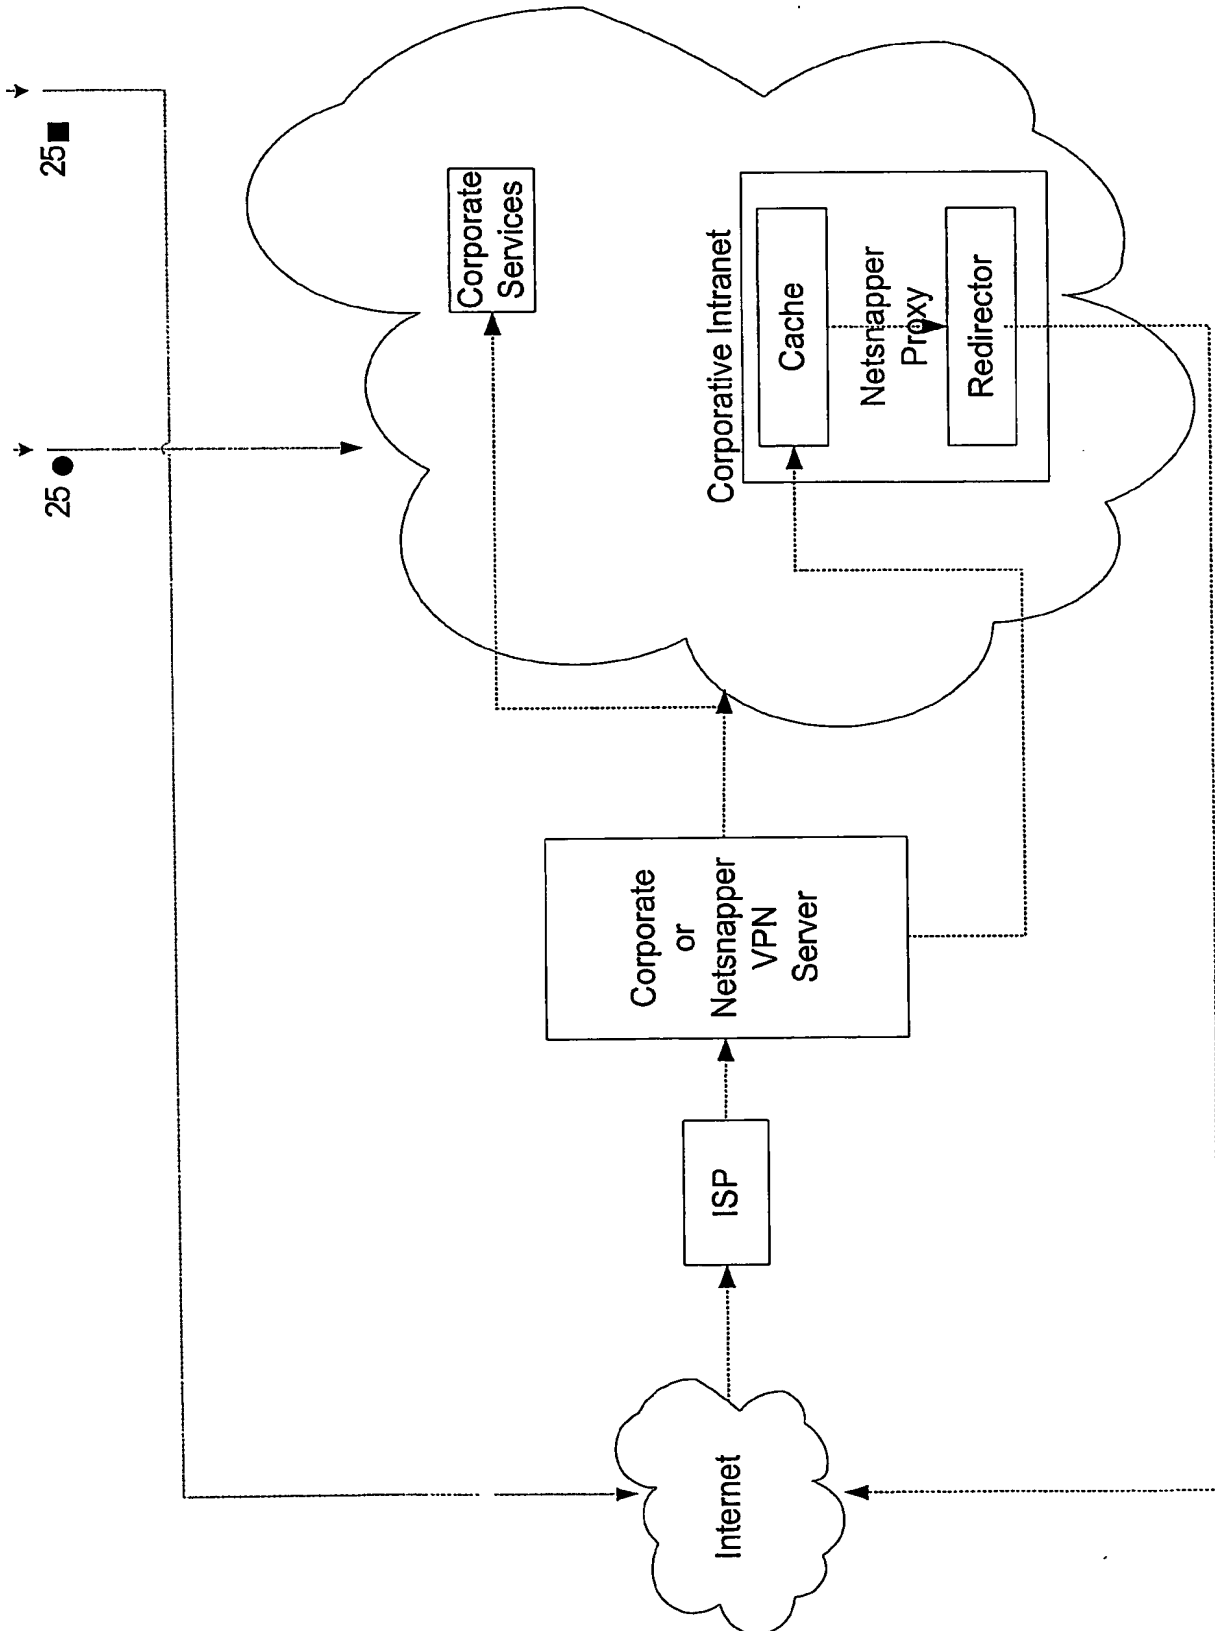 25●
25■
Corporate
Services
Corporative Intranet
Cache
Netsnapper
Proxy
Redirector
Corporate
or
Netsnapper
VPN
Server
ISP
Internet